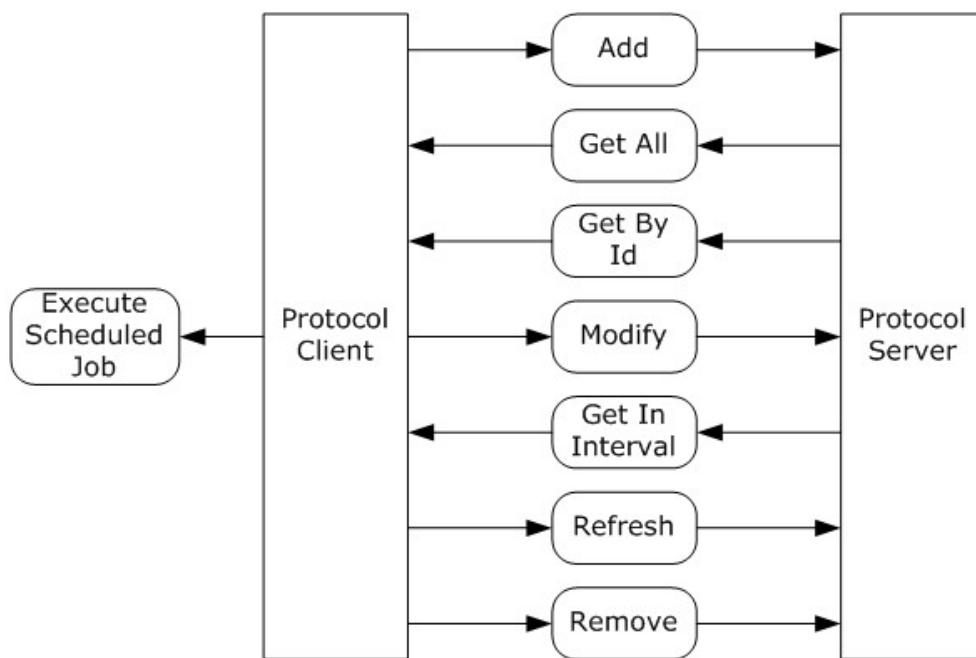 Add
Get All
Get By
Id
Execute
Scheduled
Job
Protocol
Client
Modify
Protocol
Server
Get In
Interval
Refresh
Remove